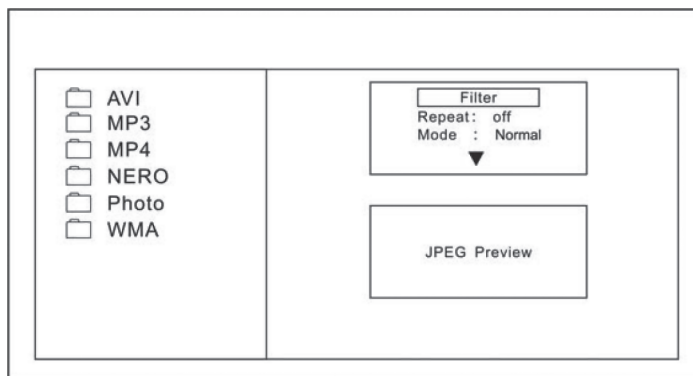 AVI
MP3
MP4
NERO
Photo
WMA
Filter
Repeat: off
Mode : Normal
JPEG Preview